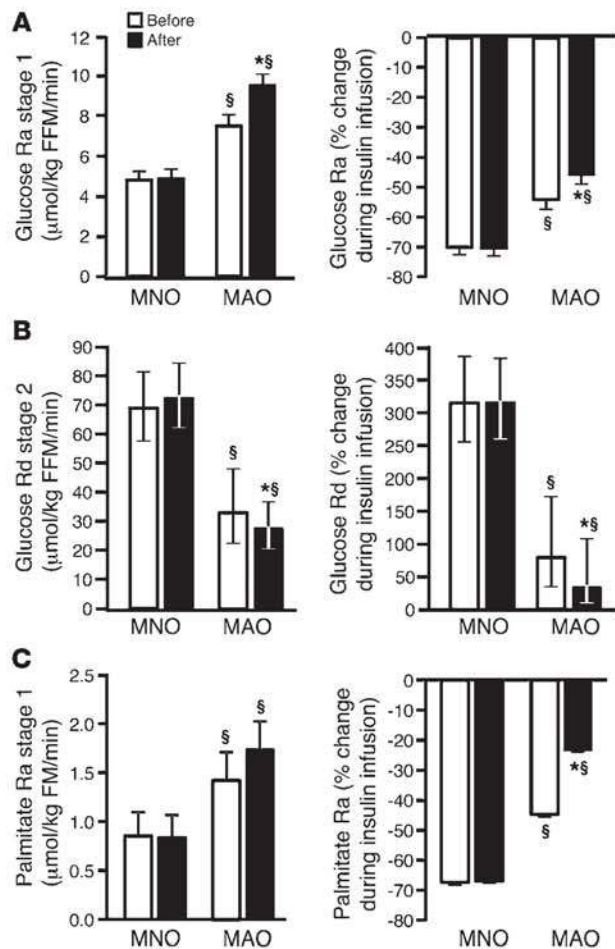 A
Before
After
Glucose Ra stage 1
(µmol/kg FFM/min)
12
10
8
6
4
2
0
§
*§
MNO
MAO
Glucose Ra (% change
during insulin infusion)
0
-10
-20
-30
-40
-50
-60
-70
-80
§
*§
MNO
MAO
B
Glucose Rd stage 2
(µmol/kg FFM/min)
90
80
70
60
50
40
30
20
10
0
§
*§
MNO
MAO
Glucose Rd (% change
during insulin infusion)
400
350
300
250
200
150
100
50
0
§
*§
MNO
MAO
C
Palmitate Ra stage 1
(µmol/kg FM/min)
2.5
2.0
1.5
1.0
0.5
0.0
§
§
MNO
MAO
Palmitate Ra (% change
during insulin infusion)
0
-10
-20
-30
-40
-50
-60
-70
-80
§
*§
MNO
MAO